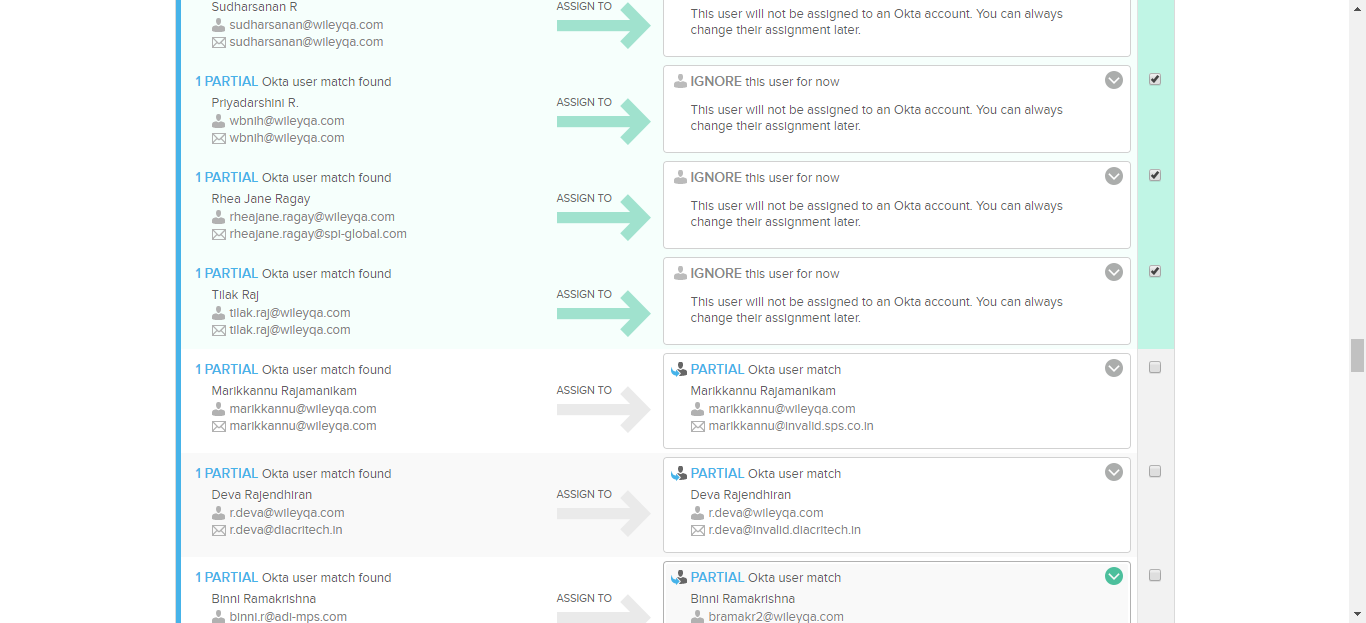 Sudharsanan R
sudharsanan@wileyqa.com
sudharsanan@wileyqa.com
ASSIGN TO
This user will not be assigned to an Okta account. You can always
change their assignment later.
1 PARTIAL Okta user match found
Priyadarshini R.
wbnih@wileyqa.com
wbnih@wileyqa.com
ASSIGN TO
IGNORE this user for now
This user will not be assigned to an Okta account. You can always
change their assignment later.
1 PARTIAL Okta user match found
Rhea Jane Ragay
rheajane.ragay@wileyqa.com
rheajane.ragay@spi-global.com
ASSIGN TO
IGNORE this user for now
This user will not be assigned to an Okta account. You can always
change their assignment later.
1 PARTIAL Okta user match found
Tilak Raj
tilak.raj@wileyqa.com
tilak.raj@wileyqa.com
ASSIGN TO
IGNORE this user for now
This user will not be assigned to an Okta account. You can always
change their assignment later.
1 PARTIAL Okta user match found
Marikkannu Rajamanikam
marikkannu@wileyqa.com
marikkannu@wileyqa.com
ASSIGN TO
PARTIAL Okta user match
Marikkannu Rajamanikam
marikkannu@wileyqa.com
marikkannu@invalid.sps.co.in
1 PARTIAL Okta user match found
Deva Rajendhiran
r.deva@wileyqa.com
r.deva@diacritech.in
ASSIGN TO
PARTIAL Okta user match
Deva Rajendhiran
r.deva@wileyqa.com
r.deva@invalid.diacritech.in
1 PARTIAL Okta user match found
Binni Ramakrishna
binni.r@adi-mps.com
ASSIGN TO
PARTIAL Okta user match
Binni Ramakrishna
bramakr2@wileyqa.com